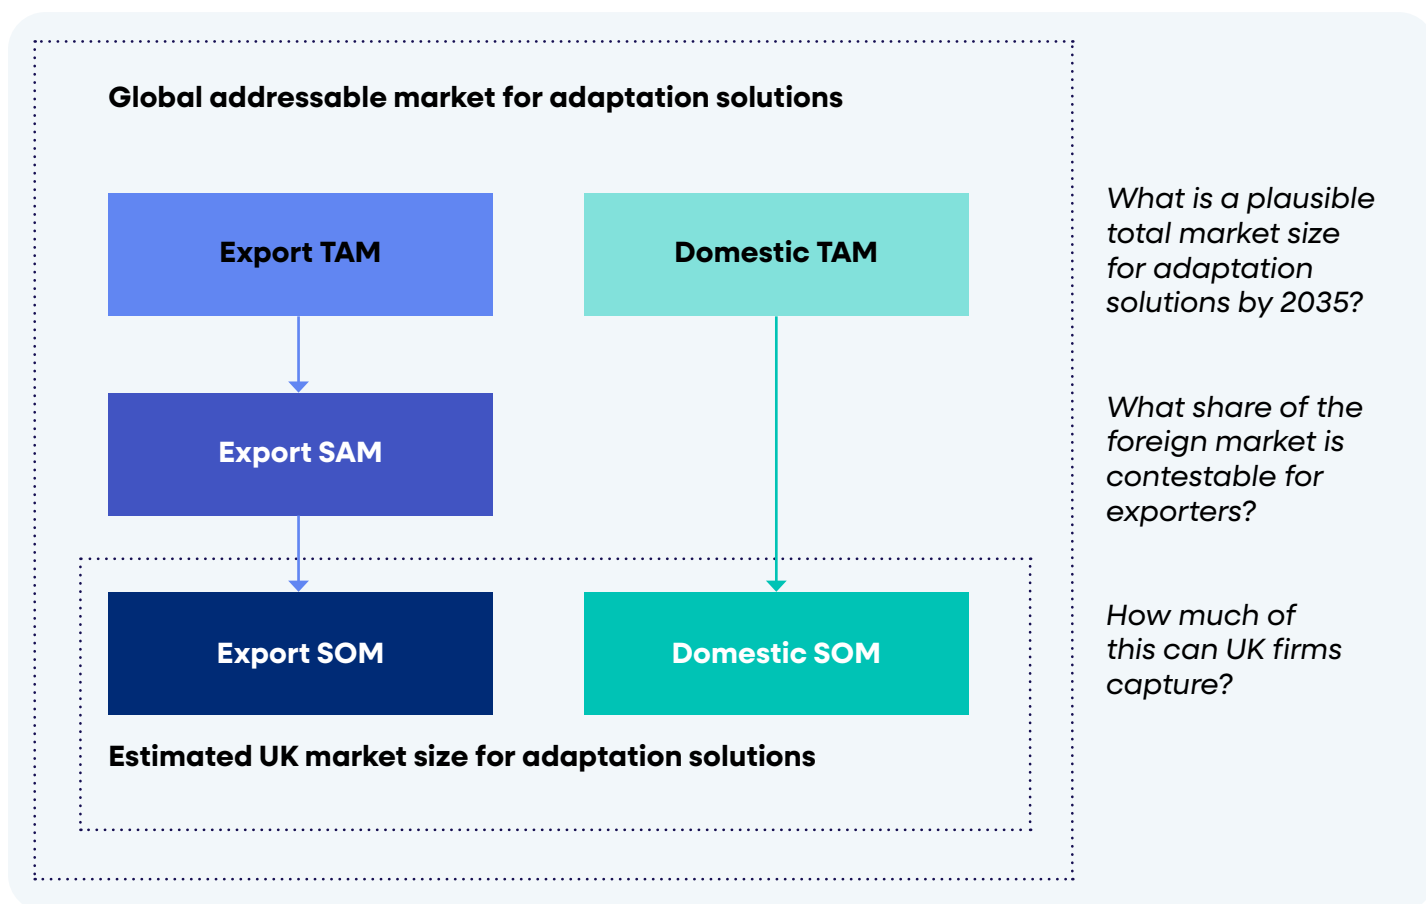 Global addressable market for adaptation solutions
Export TAM
Domestic TAM
What is a plausible
total market size
for adaptation
solutions by 2035?
Export SAM
What share of the
foreign market is
contestable for
exporters?
Export SOM
Domestic SOM
How much of
this can UK firms
capture?
Estimated UK market size for adaptation solutions